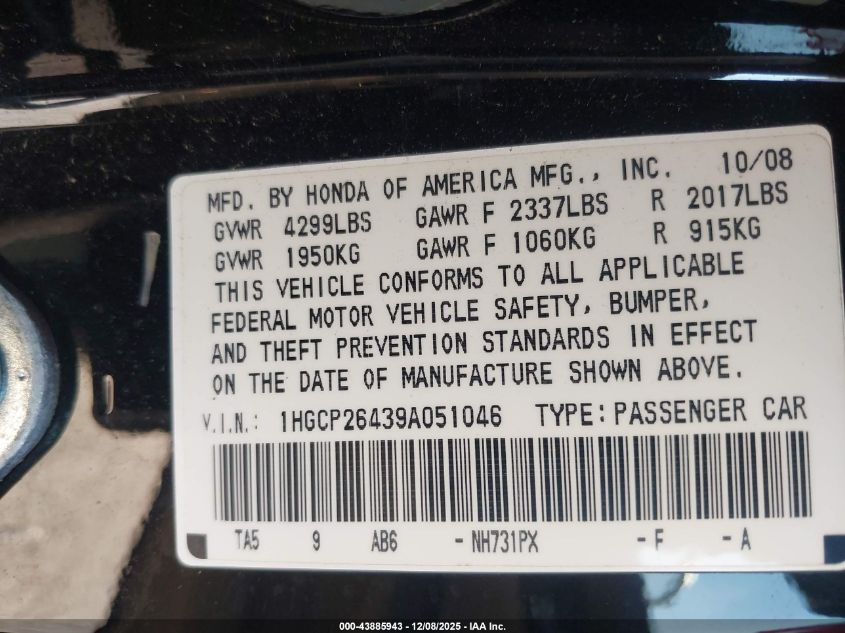 MFD. BY HONDA OF AMERICA MFG., INC. 10/08
GVWR 4299LBS GAWR F 2337LBS R 2017LBS
GVWR 1950KG GAWR F 1060KG R 915KG
THIS VEHICLE CONFORMS TO ALL APPLICABLE
FEDERAL MOTOR VEHICLE SAFETY, BUMPER,
AND THEFT PREVENTION STANDARDS IN EFFECT
ON THE DATE OF MANUFACTURE SHOWN ABOVE.
V.I.N.: 1HGCP26439A051046 TYPE: PASSENGER CAR
TA5 9 AB6 - NH731PX - F - A
000-43885943 - 12/08/2025 - IAA Inc.